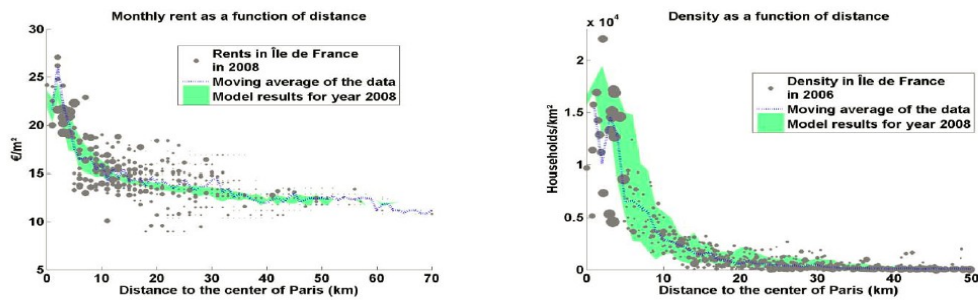 Monthly rent as a function of distance
30
25
20
15
10
5
€/m²
0 10 20 30 40 50 60 70
Distance to the center of Paris (km)
Rents in Île de France
in 2008
Moving average of the data
Model results for year 2008
Density as a function of distance
x 10⁴
2
1.5
1
0.5
0
Households/km²
0 10 20 30 40 50
Distance to the center of Paris (km)
Density in Île de France
in 2006
Moving average of the data
Model results for year 2008